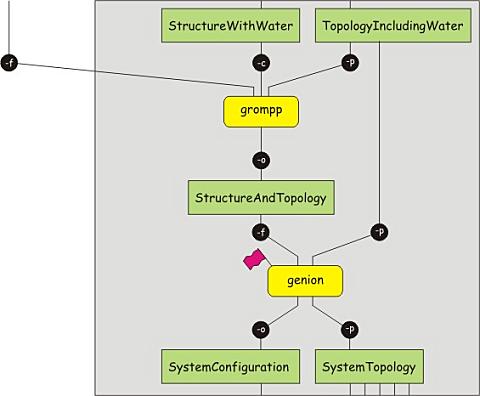 StructureWithWater TopologyIncludingWater
-f -c -p
grompp
-o
StructureAndTopology
-f -p
genion
-o -p
SystemConfiguration SystemTopology